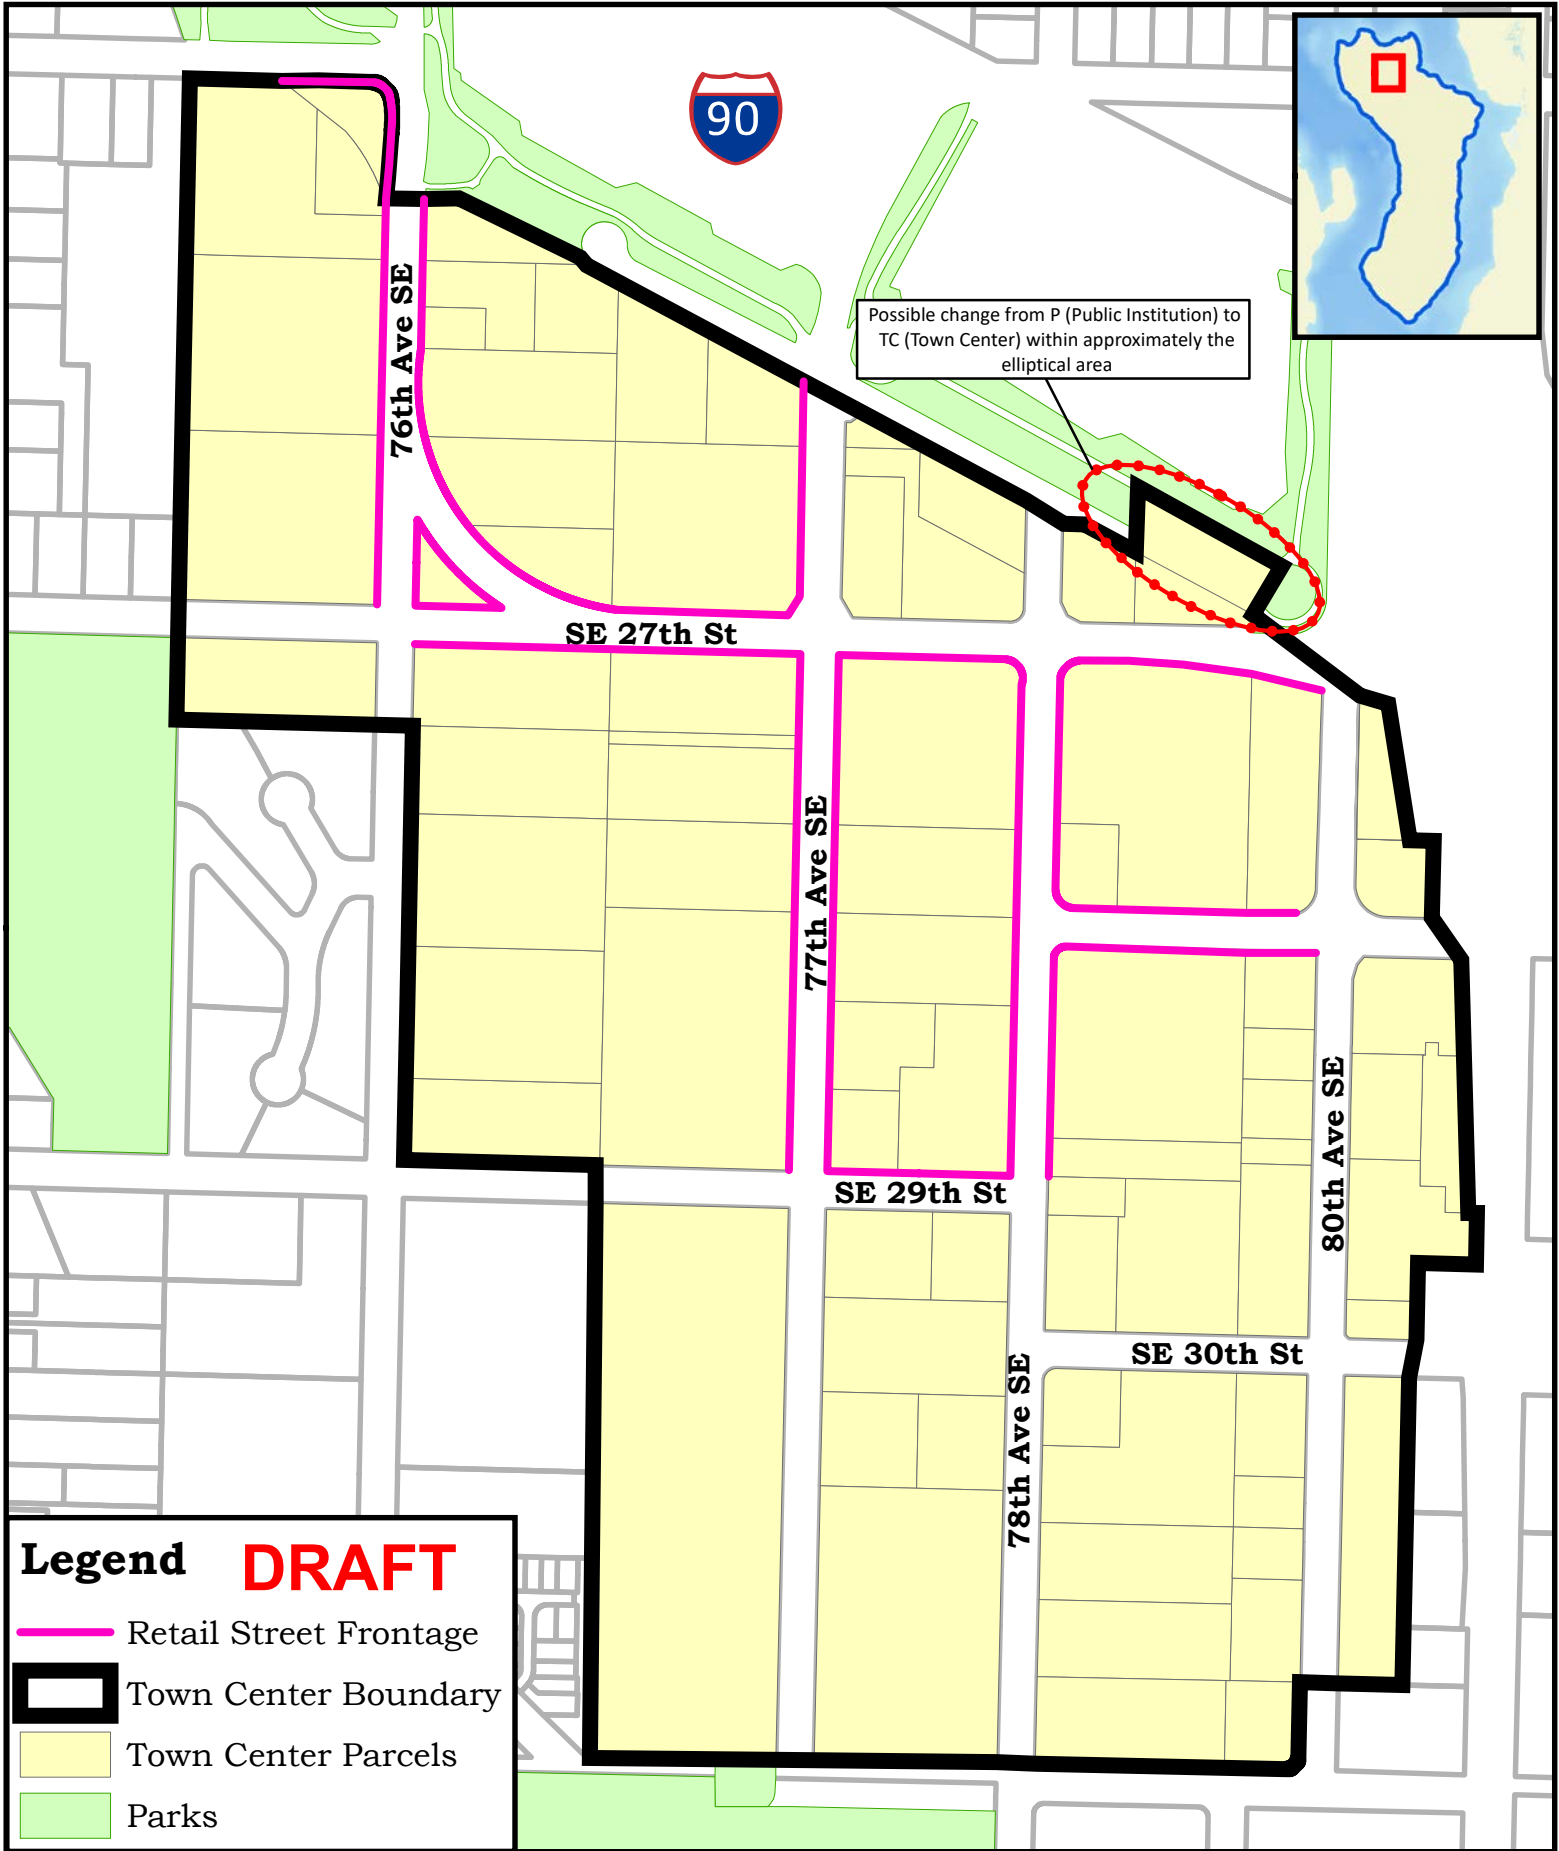 90
Possible change from P (Public Institution) to
TC (Town Center) within approximately the
elliptical area
76th Ave SE
SE 27th St
77th Ave SE
SE 29th St
80th Ave SE
SE 30th St
78th Ave SE
Legend DRAFT
Retail Street Frontage
Town Center Boundary
Town Center Parcels
Parks